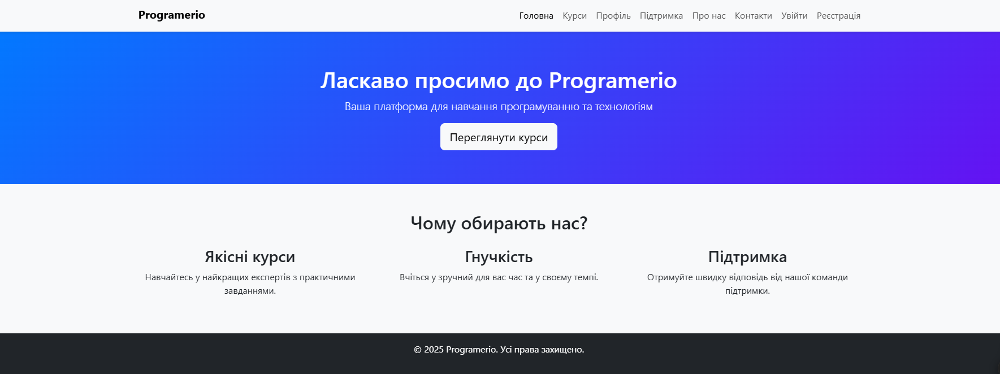 Programerio
Головна Курси Профіль Підтримка Про нас Контакти Увійти Реєстрація
Ласкаво просимо до Programerio
Ваша платформа для навчання програмуванню та технологіям
Переглянути курси
Чому обирають нас?
Якісні курси
Навчайтесь у найкращих експертів з практичними
завданнями.
Гнучкість
Вчіться у зручний для вас час та у своєму темпі.
Підтримка
Отримуйте швидку відповідь від нашої команди
підтримки.
© 2025 Programerio. Усі права захищено.